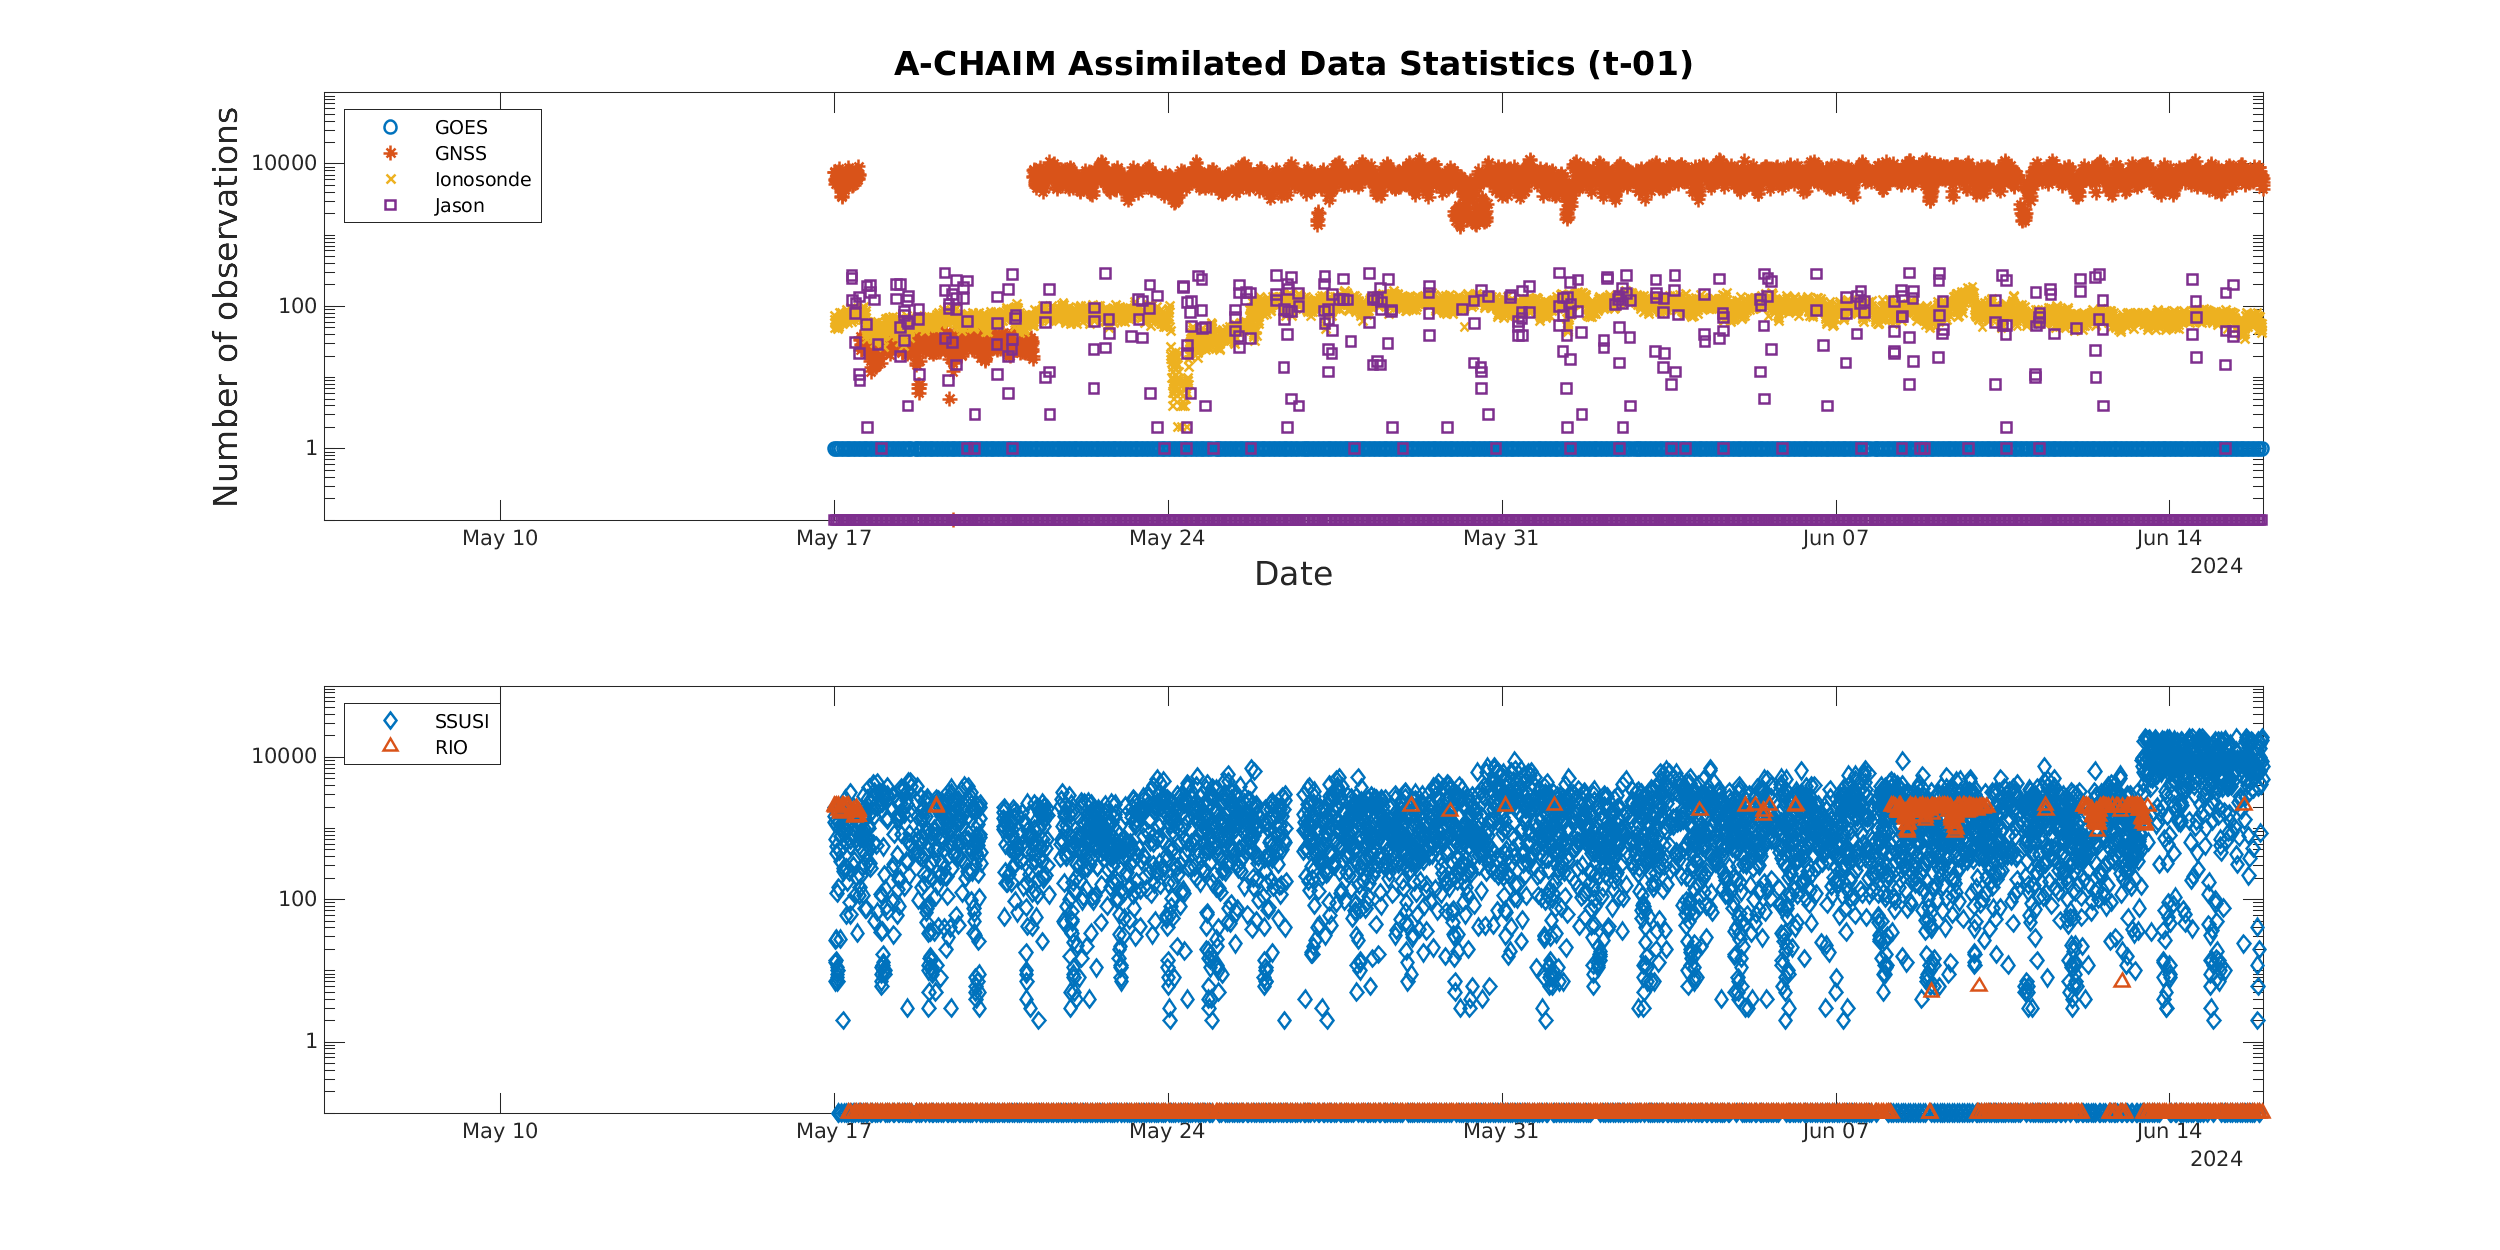 A-CHAIM Assimilated Data Statistics (t-01)
Number of observations
10000
100
1
GOES
GNSS
Ionosonde
Jason
May 10
May 17
May 24
May 31
Jun 07
Jun 14
2024
Date
10000
100
1
SSUSI
RIO
May 10
May 17
May 24
May 31
Jun 07
Jun 14
2024